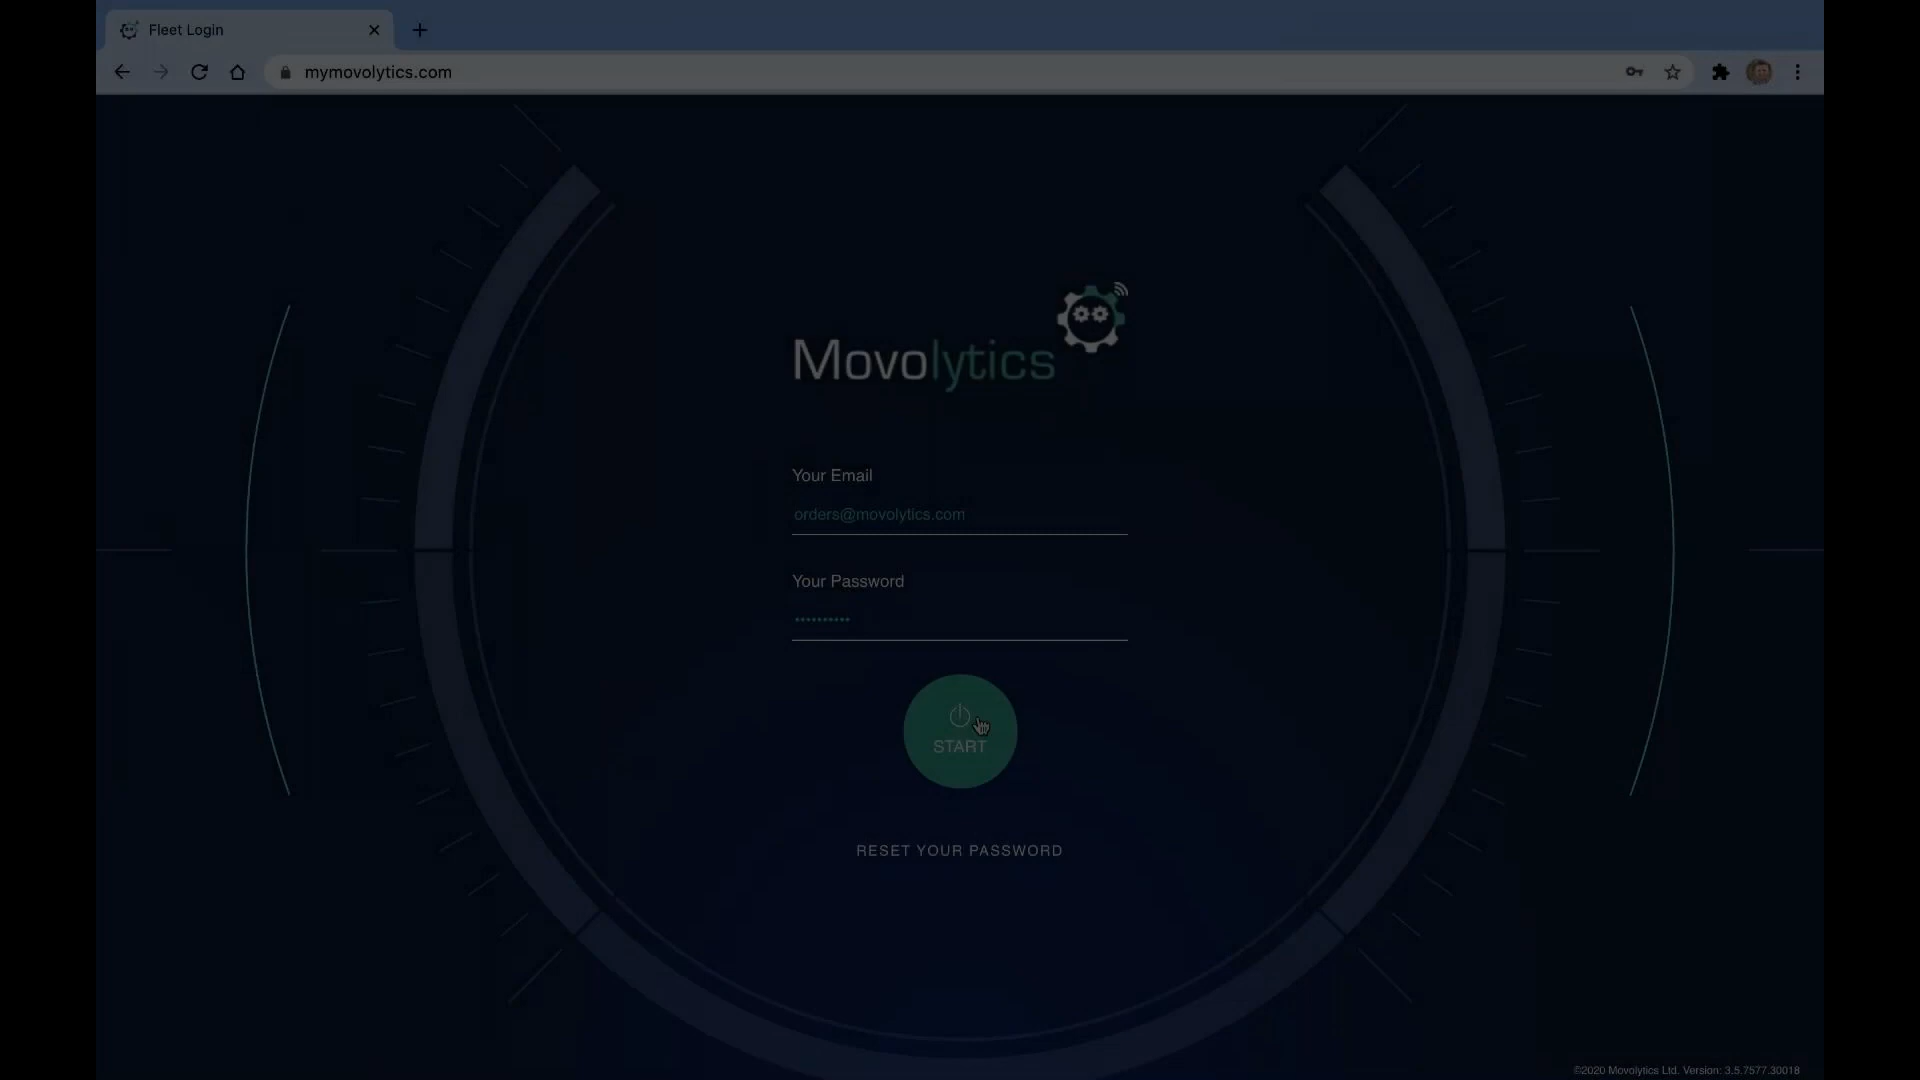 Fleet Login
mymovolytics.com
Movolytics
Your Email
orders@movolytics.com
Your Password
••••••••••
START
RESET YOUR PASSWORD
©2020 Movolytics Ltd. Version: 3.5.7577.30018